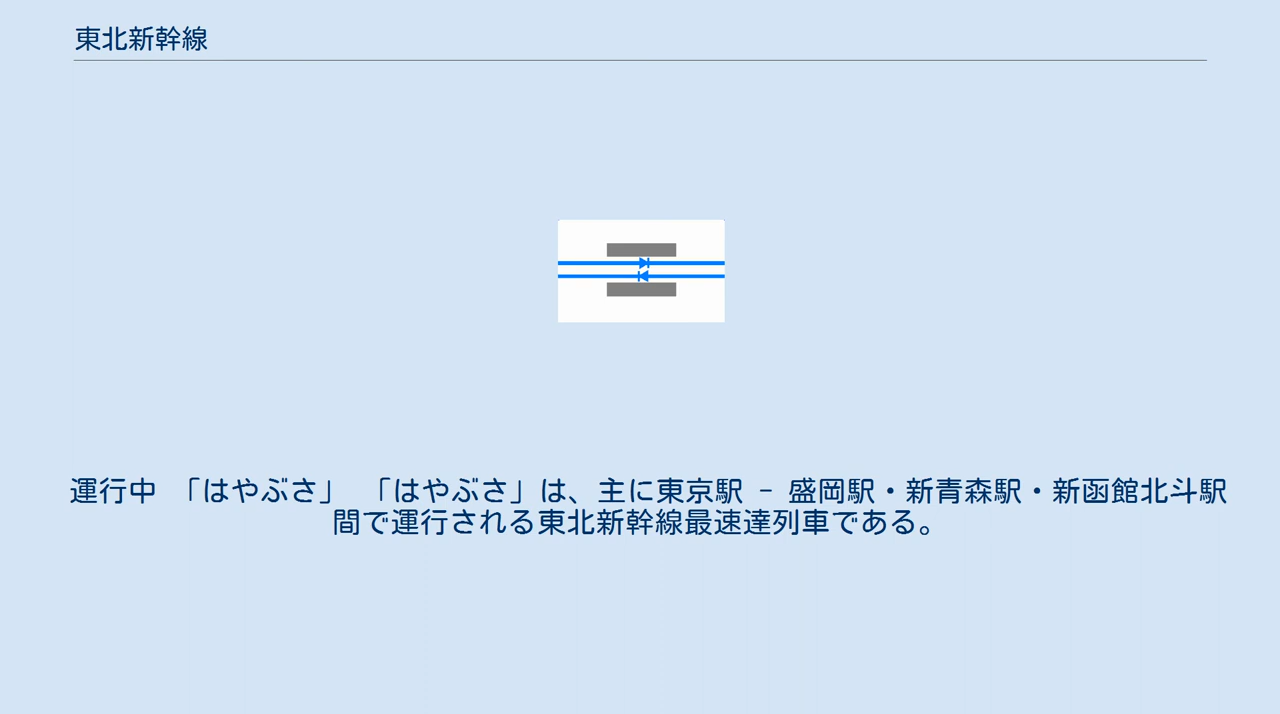 東北新幹線
運行中 「はやぶさ」 「はやぶさ」は、主に東京駅 - 盛岡駅・新青森駅・新函館北斗駅
間で運行される東北新幹線最速達列車である。